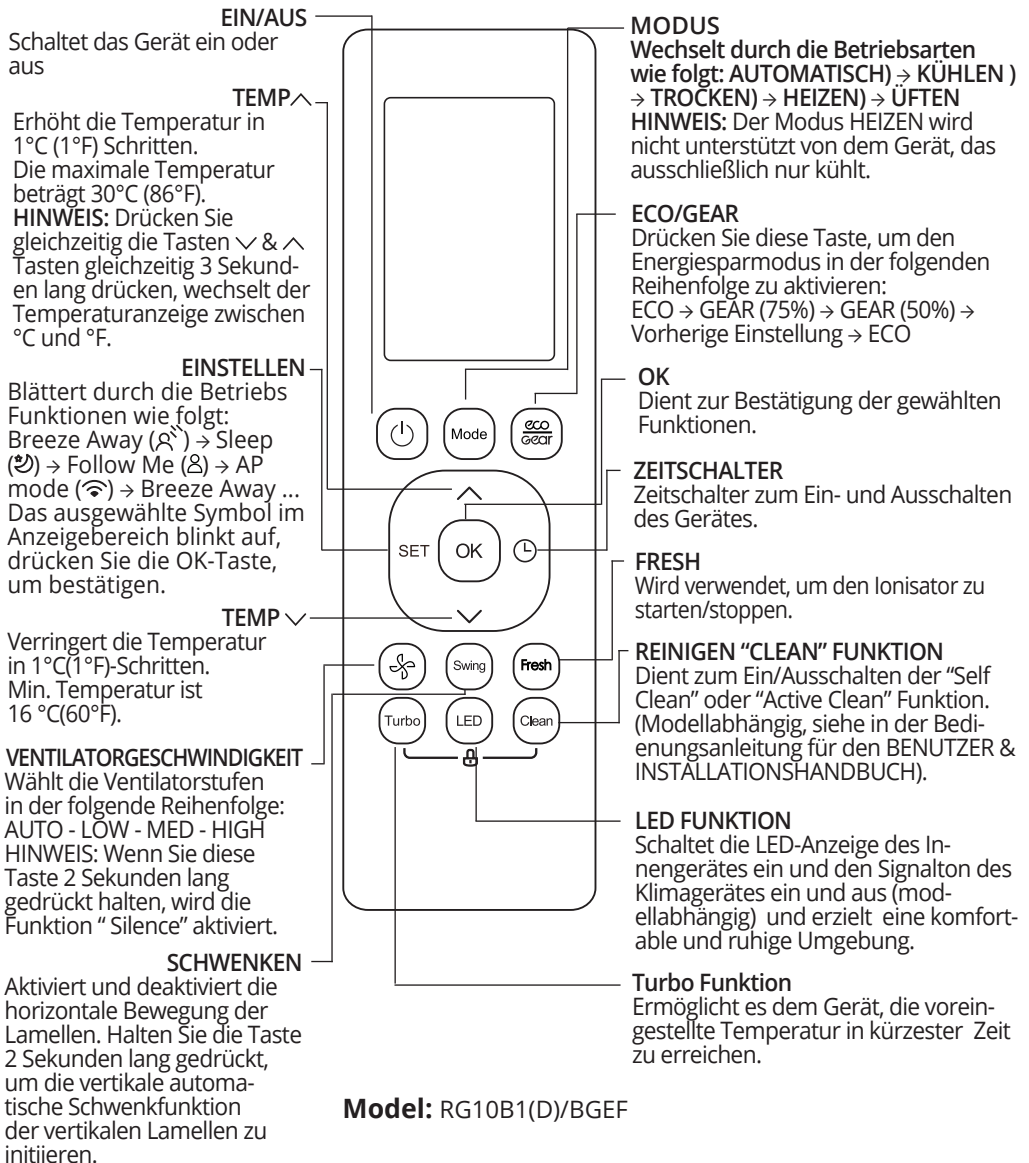 EIN/AUS
Schaltet das Gerät ein oder
aus
TEMP
Erhöht die Temperatur in
1°C (1°F) Schritten.
Die maximale Temperatur
beträgt 30°C (86°F).
HINWEIS: Drücken Sie
gleichzeitig die Tasten ∨ & ∧
Tasten gleichzeitig 3 Sekund-
en lang drücken, wechselt der
Temperaturanzeige zwischen
°C und °F.
EINSTELLEN
Blättert durch die Betriebs
Funktionen wie folgt:
Breeze Away ( ) → Sleep
( ) → Follow Me ( ) → AP
mode ( ) → Breeze Away ...
Das ausgewählte Symbol im
Anzeigebereich blinkt auf,
drücken Sie die OK-Taste,
um bestätigen.
TEMP
Verringert die Temperatur
in 1°C(1°F)-Schritten.
Min. Temperatur ist
16 °C(60°F).
VENTILATORGESCHWINDIGKEIT
Wählt die Ventilatorstufen
in der folgende Reihenfolge:
AUTO - LOW - MED - HIGH
HINWEIS: Wenn Sie diese
Taste 2 Sekunden lang
gedrückt halten, wird die
Funktion “ Silence” aktiviert.
SCHWENKEN
Aktiviert und deaktiviert die
horizontale Bewegung der
Lamellen. Halten Sie die Taste
2 Sekunden lang gedrückt,
um die vertikale automa-
tische Schwenkfunktion
der vertikalen Lamellen zu
initiieren.
Mode
eco
Gear
SET
OK
Swing
Fresh
Turbo
LED
Clean
Model: RG10B1(D)/BGEF
MODUS
Wechselt durch die Betriebsarten
wie folgt: AUTOMATISCH) → KÜHLEN )
→ TROCKEN) → HEIZEN) → ÜFTEN
HINWEIS: Der Modus HEIZEN wird
nicht unterstützt von dem Gerät, das
ausschließlich nur kühlt.
ECO/GEAR
Drücken Sie diese Taste, um den
Energiesparmodus in der folgenden
Reihenfolge zu aktivieren:
ECO → GEAR (75%) → GEAR (50%) →
Vorherige Einstellung → ECO
OK
Dient zur Bestätigung der gewählten
Funktionen.
ZEITSCHALTER
Zeitschalter zum Ein- und Ausschalten
des Gerätes.
FRESH
Wird verwendet, um den Ionisator zu
starten/stoppen.
REINIGEN “CLEAN” FUNKTION
Dient zum Ein/Ausschalten der “Self
Clean” oder “Active Clean” Funktion.
(Modellabhängig, siehe in der Bedi-
enungsanleitung für den BENUTZER &
INSTALLATIONSHANDBUCH).
LED FUNKTION
Schaltet die LED-Anzeige des In-
nengerätes ein und den Signalton des
Klimagerätes ein und aus (mod-
ellabhängig) und erzielt eine komfort-
able und ruhige Umgebung.
Turbo Funktion
Ermöglicht es dem Gerät, die vorein-
gestellte Temperatur in kürzester Zeit
zu erreichen.